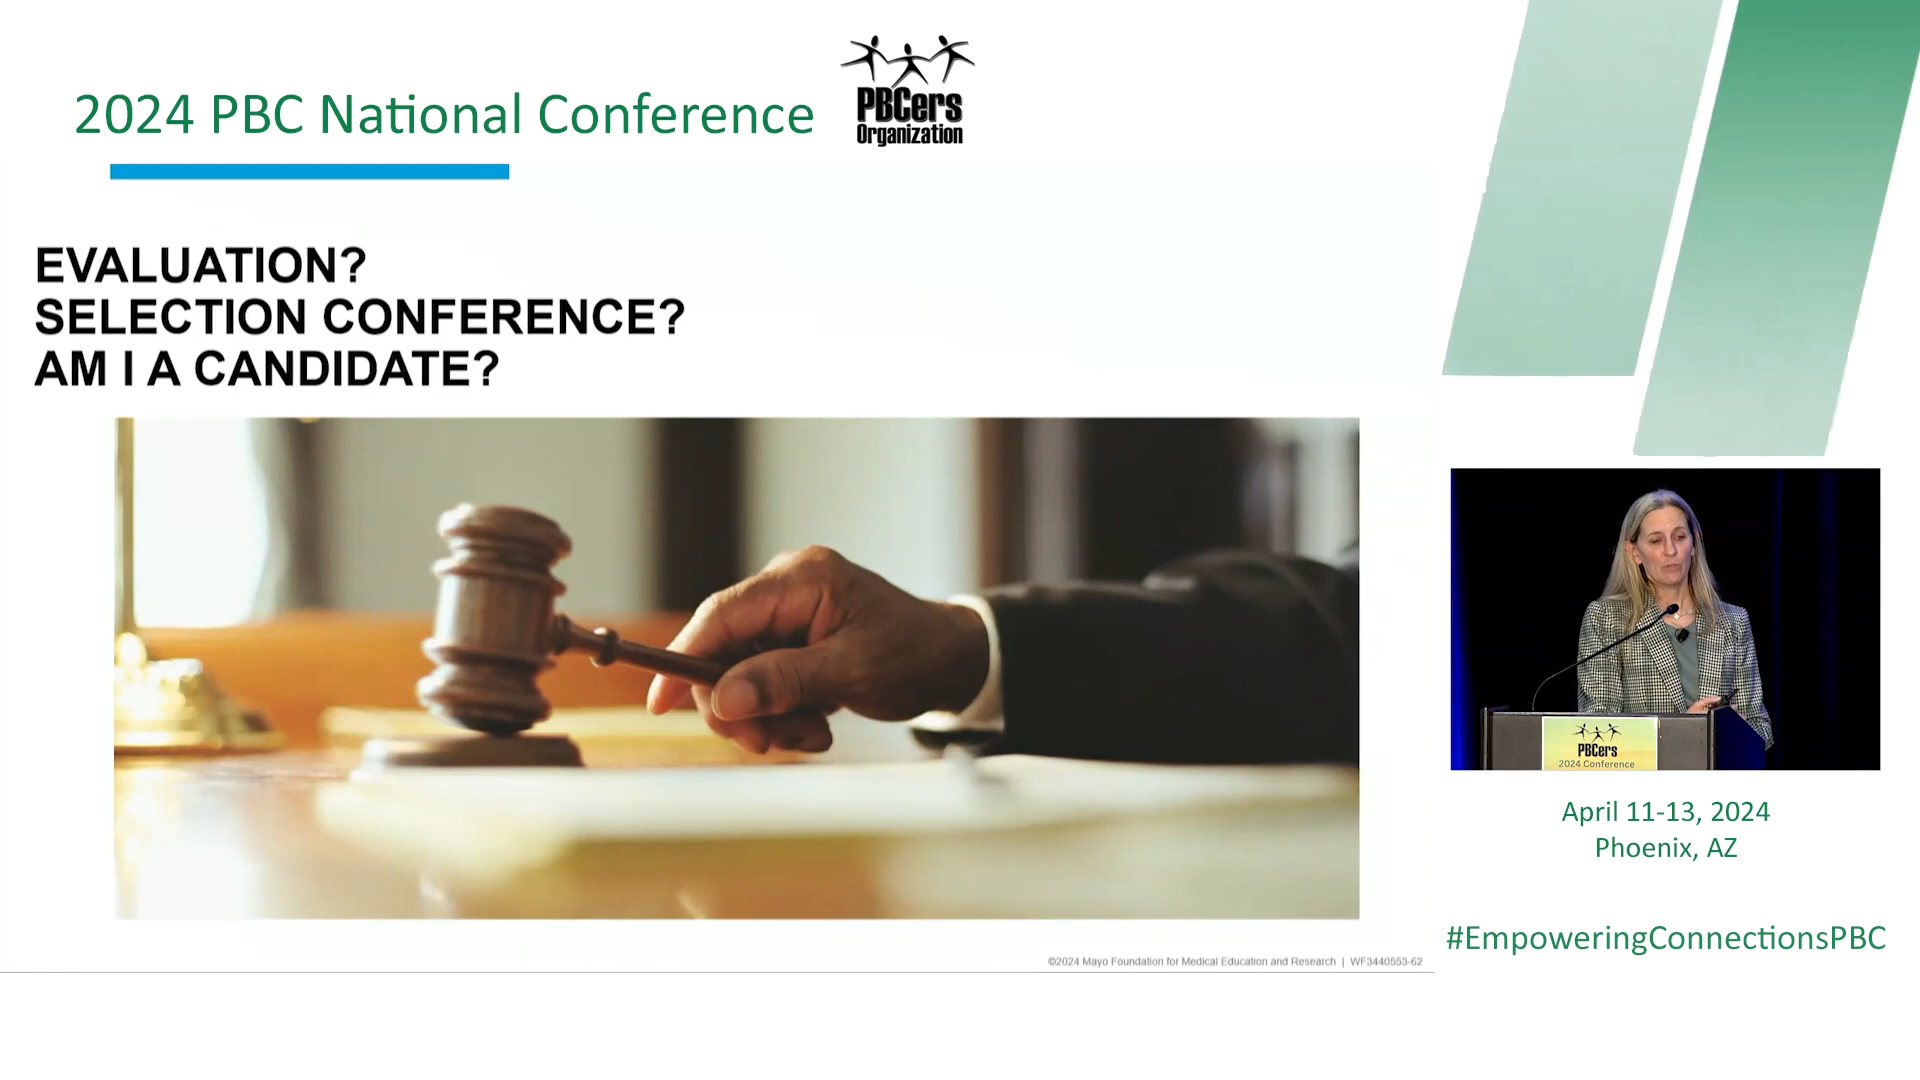 2024 PBC National Conference
PBCers
Organization
EVALUATION?
SELECTION CONFERENCE?
AM I A CANDIDATE?
©2024 Mayo Foundation for Medical Education and Research | WF3440553-62
PBCers
2024 Conference
April 11-13, 2024
Phoenix, AZ
#EmpoweringConnectionsPBC